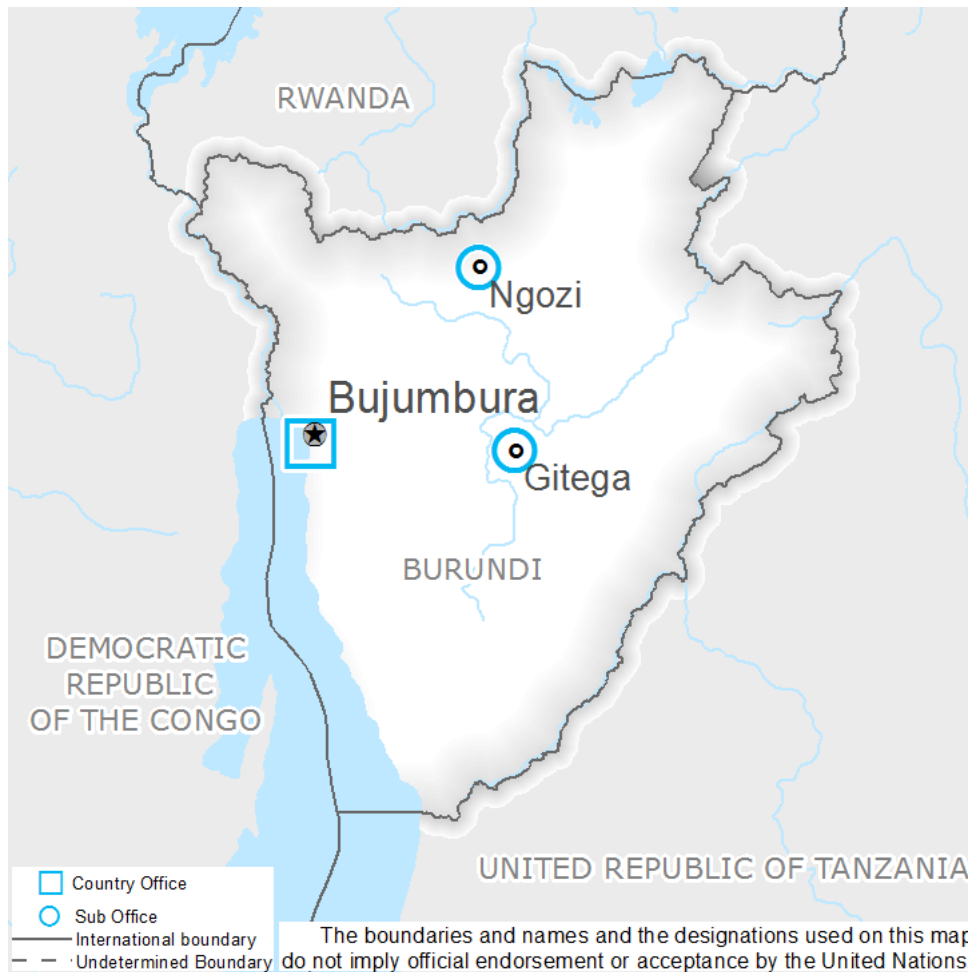 RWANDA
Ngozi
Bujumbura
Gitega
BURUNDI
DEMOCRATIC
REPUBLIC
OF THE CONGO
UNITED REPUBLIC OF TANZANIA
Country Office
Sub Office
International boundary
Undetermined Boundary
The boundaries and names and the designations used on this map
do not imply official endorsement or acceptance by the United Nations